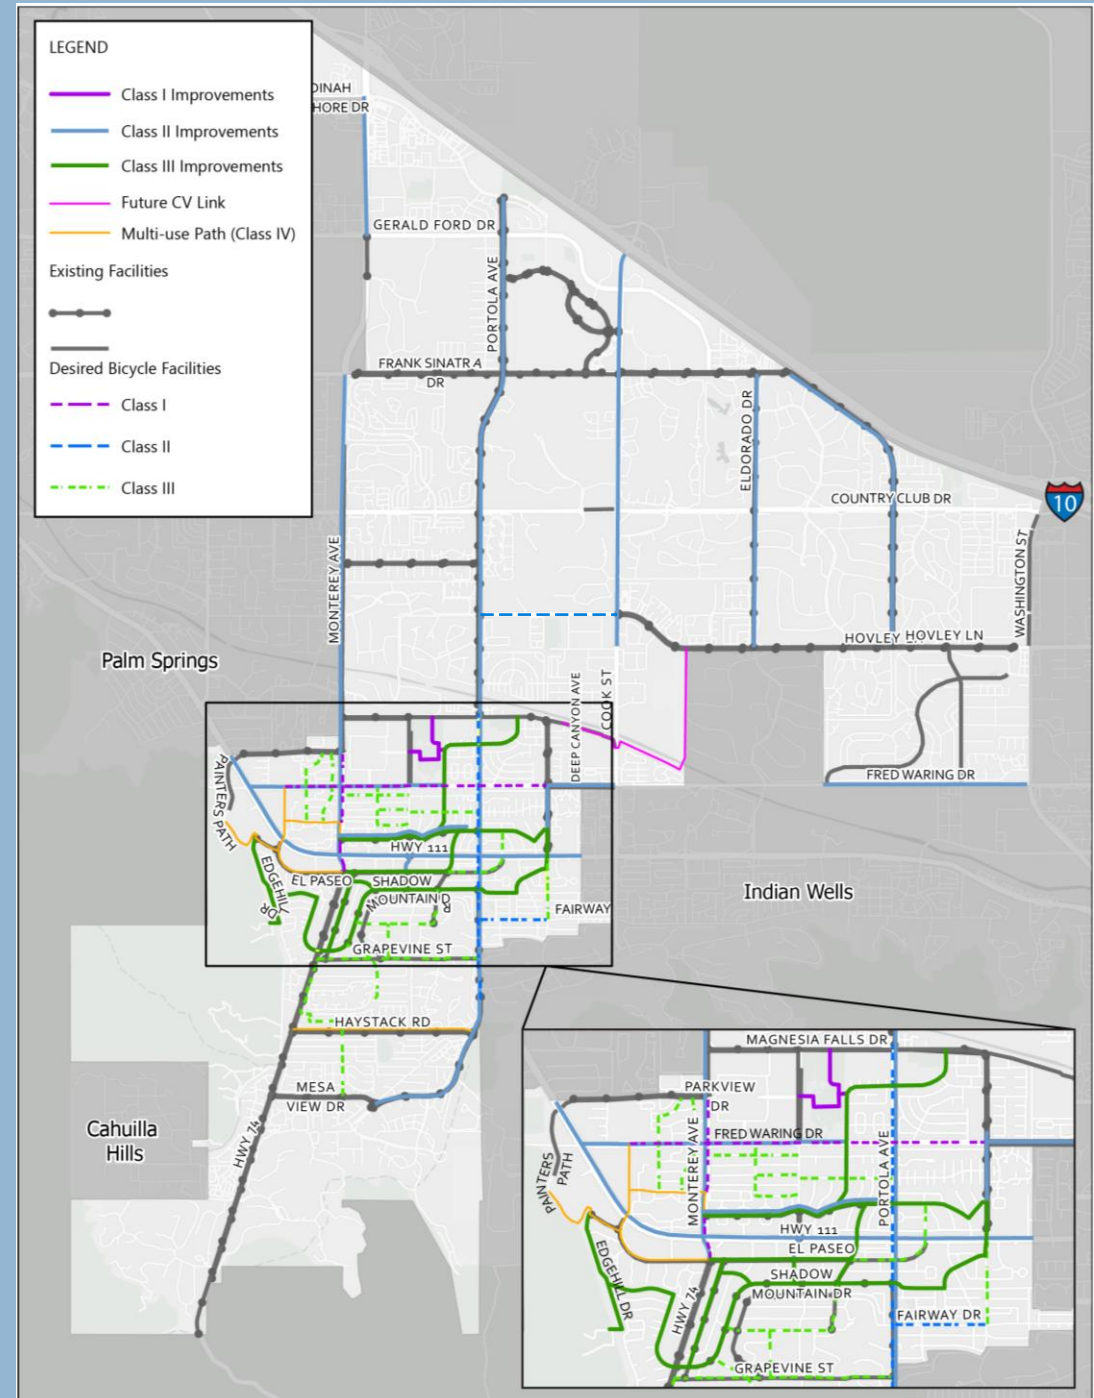 LEGEND
Class I Improvements
Class II Improvements
Class III Improvements
Future CV Link
Multi-use Path (Class IV)
Existing Facilities
Desired Bicycle Facilities
Class I
Class II
Class III
DINAH
HORE DR
GERALD FORD DR
PORTOLA AVE
FRANK SINATRA
DR
ELDORADO DR
COUNTRY CLUB DR
10
WASHINGTON ST
MONTEREY AVE
HOVLEY
HOVLEY LN
Palm Springs
DEEP CANYON AVE
COOK ST
FRED WARING DR
PAINTERS PATH
HWY 111
EDGEHILL
DR
EL PASEO
SHADOW
MOUNTAIN D
R
Indian Wells
FAIRWAY
GRAPEVINE ST
HAYSTACK RD
MESA
VIEW DR
Cahuilla
Hills
HWY 74
MAGNESIA FALLS DR
PARKVIEW
DR
FRED WARING DR
PAINTERS
PATH
MONTEREY AVE
PORTOLA AVE
HWY 111
EL PASEO
EDGEHILL DR
SHADOW
MOUNTAIN DR
HWY 74
FAIRWAY DR
GRAPEVINE ST